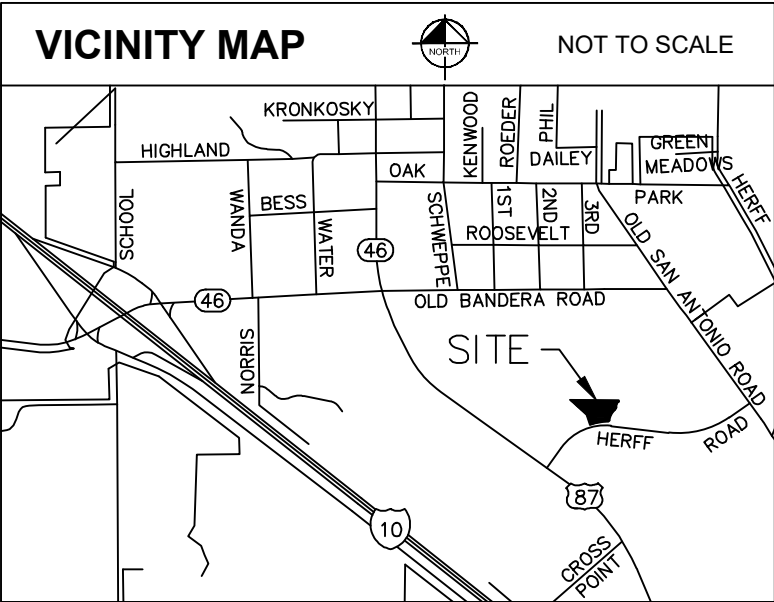 VICINITY MAP
NORTH
NOT TO SCALE
KRONKOSKY
KENWOOD
ROEDER
PHIL
GREEN
MEADOWS
HIGHLAND
OAK
DAILEY
HERFF
SCHOOL
WANDA
BESS
WATER
SCHWEPPE
1ST
2ND
3RD
PARK
ROOSEVELT
OLD SAN ANTONIO ROAD
46
46
OLD BANDERA ROAD
NORRIS
SITE
HERFF
ROAD
87
10
CROSS
POINT